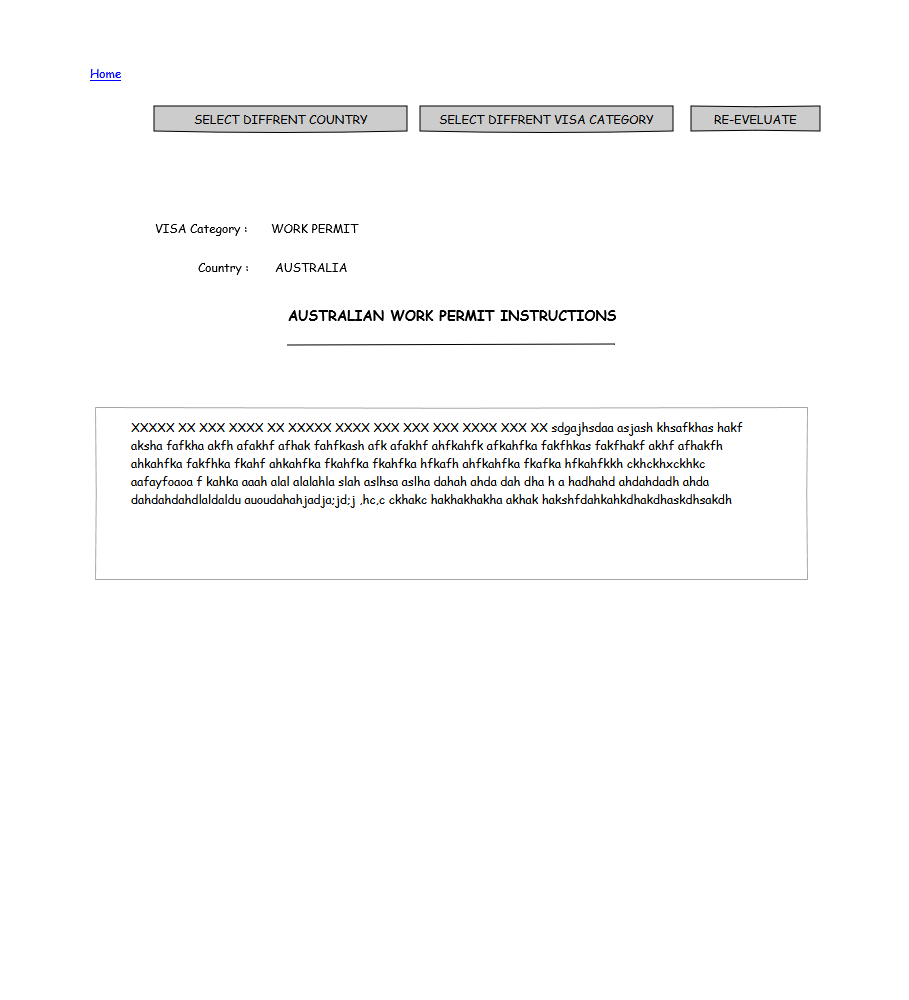 Home
SELECT DIFFRENT COUNTRY SELECT DIFFRENT VISA CATEGORY RE-EVELUATE
VISA Category : WORK PERMIT
Country : AUSTRALIA
AUSTRALIAN WORK PERMIT INSTRUCTIONS
XXXXX XX XXX XXXX XX XXXXX XXXX XXX XXX XXX XXXX XXX XX sdgajhsdaa asjash khsafkhas hakf
aksha fafkha akfh afakhf afhak fahfkash afk afakhf ahfkahfk afkahfka fakfhkas fakfhakf akhf afhakfh
ahkahfka fakfhka fkahf ahkahfka fkahfka fkahfka hfkafh ahfkahfka fkafka hfkahfkkh ckhckhxckhkc
aafayfoaoa f kahka aaah alal alalahla slah aslhsa aslha dahah ahda dah dha h a hadhahd ahdahdadh ahda
dahdahdahdlaldaldu auoudahahjadja;jd;j ,hc,c ckhakc hakhakhakha akhak hakshfdahkahkdhakdhaskdhsakdh